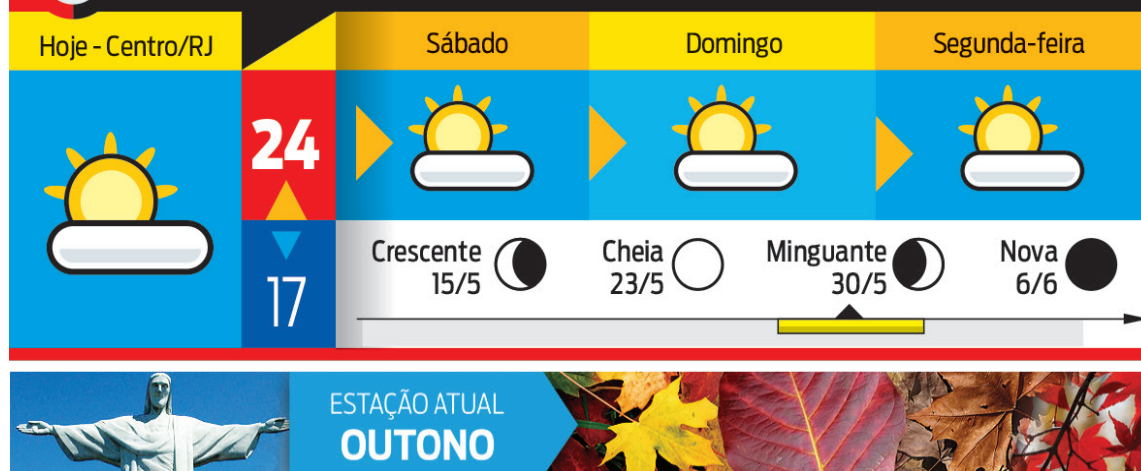 Hoje - Centro/RJ
Sábado
Domingo
Segunda-feira
24
17
Crescente
15/5
Cheia
23/5
Minguante
30/5
Nova
6/6
ESTAÇÃO ATUAL
OUTONO